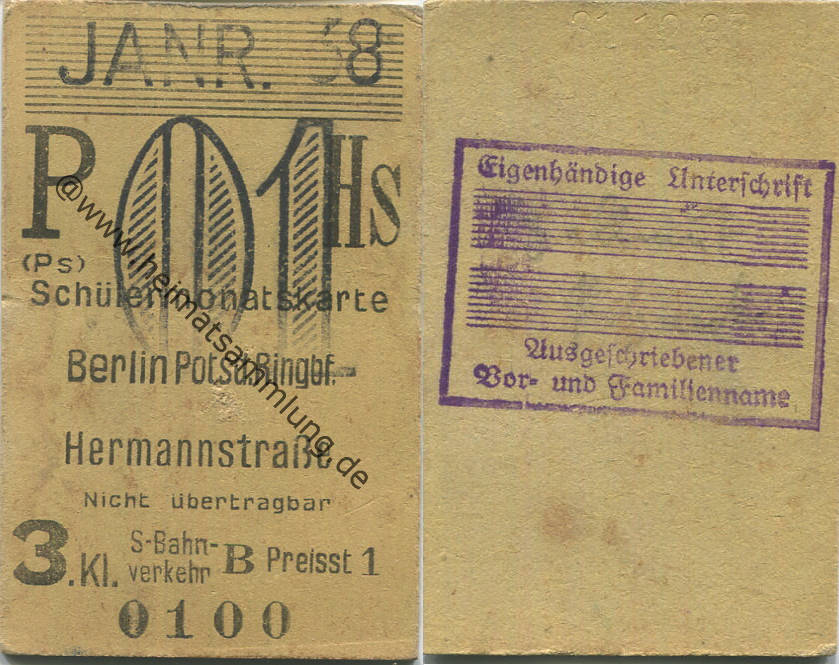 JANR. 38
P 01 Hs
(Ps)
Schülermonatskarte
Berlin Potsd. Ringbf.-
Hermannstraße
Nicht übertragbar
3.Kl. S-Bahn-
verkehr B Preisst 1
0100
@www.heimatsammlung.de
Eigenhändige Unterschrift
Ausgeschriebener
Vor- und Familienname